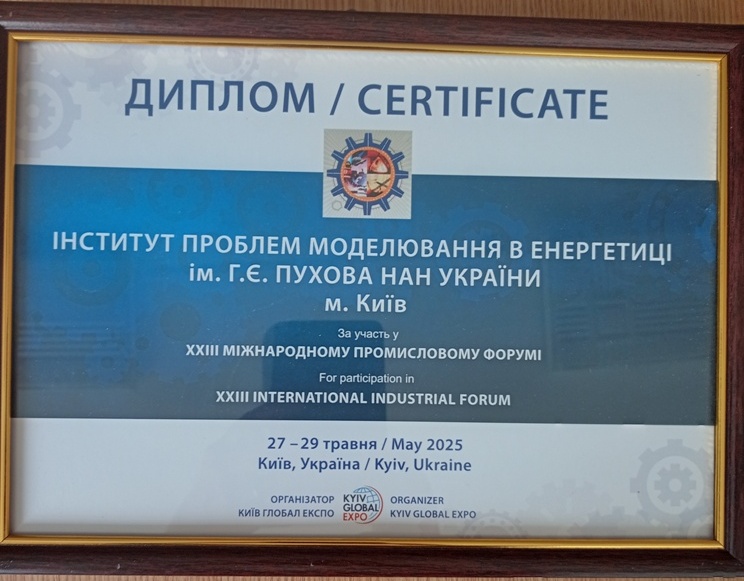 ДИПЛОМ / CERTIFICATE
ІНСТИТУТ ПРОБЛЕМ МОДЕЛЮВАННЯ В ЕНЕРГЕТИЦІ
ім. Г.Є. ПУХОВА НАН УКРАЇНИ
м. Київ
За участь у
XXIII МІЖНАРОДНОМУ ПРОМИСЛОВОМУ ФОРУМІ
For participation in
XXIII INTERNATIONAL INDUSTRIAL FORUM
27 – 29 травня / May 2025
Київ, Україна / Kyiv, Ukraine
ОРГАНІЗАТОР
КИЇВ ГЛОБАЛ ЕКСПО
KYIV
GLOBAL
EXPO
ORGANIZER
KYIV GLOBAL EXPO